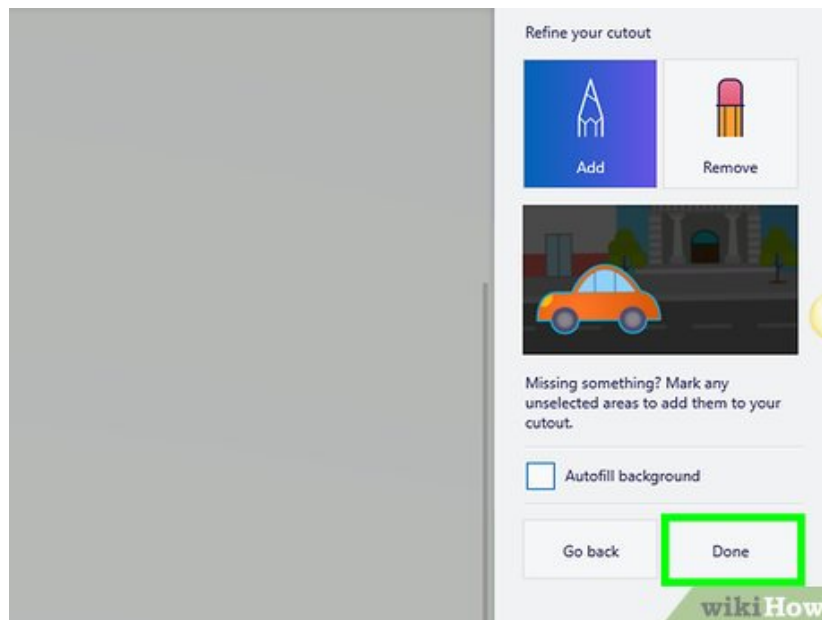 Refine your cutout
Add
Remove
Missing something? Mark any
unselected areas to add them to your
cutout.
Autofill background
Go back
Done
wikiHow